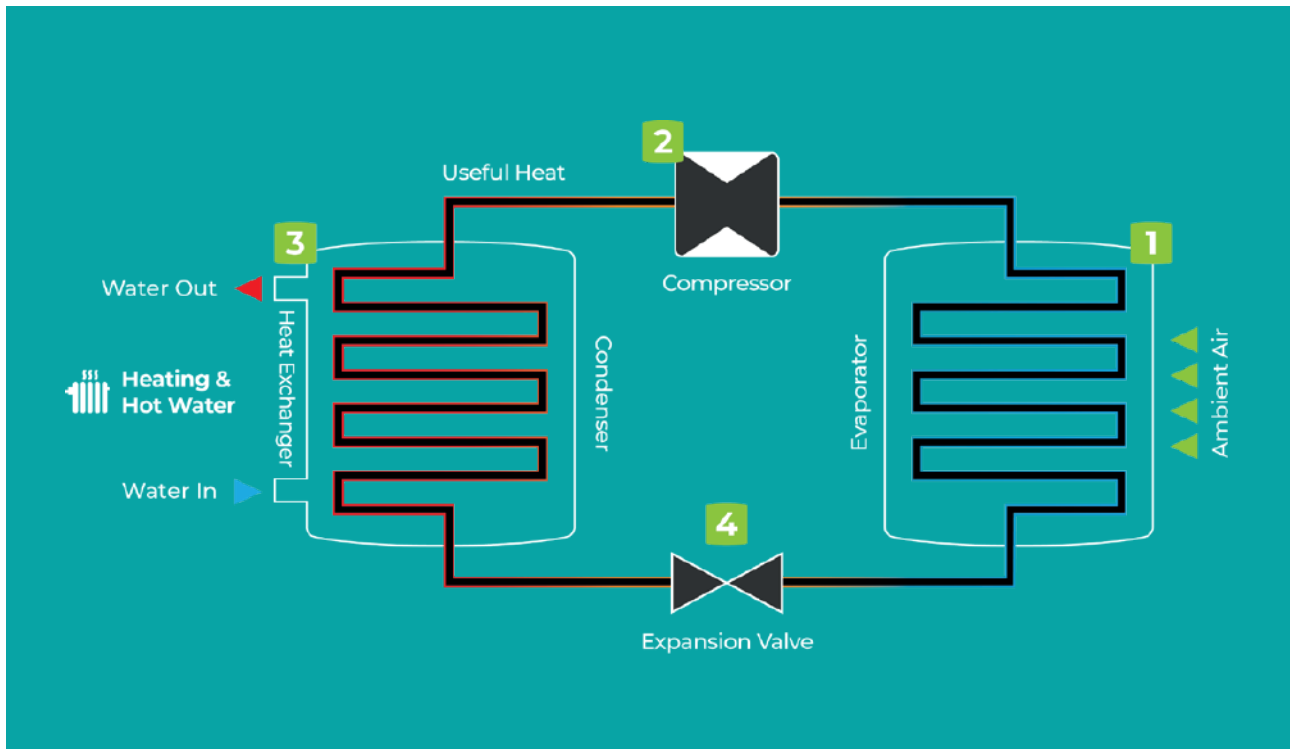 2
Useful Heat
3
1
Compressor
Water Out
Heat Exchanger
Condenser
Evaporator
Ambient Air
Heating &
Hot Water
Water In
4
Expansion Valve